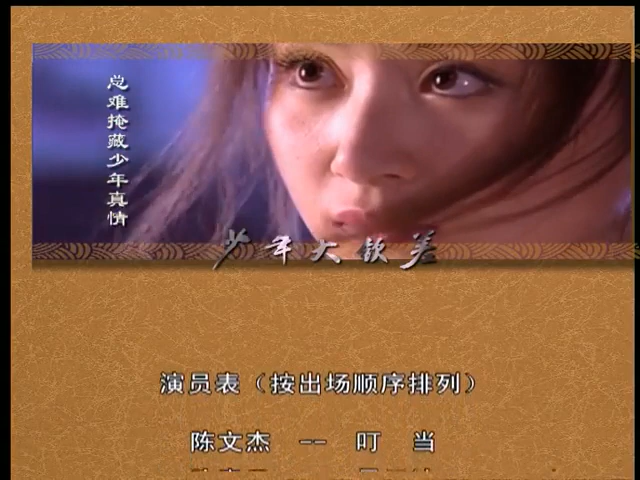 总难掩藏少年真情
少年大钦差
演员表（按出场顺序排列）
陈文杰 -- 叮 当